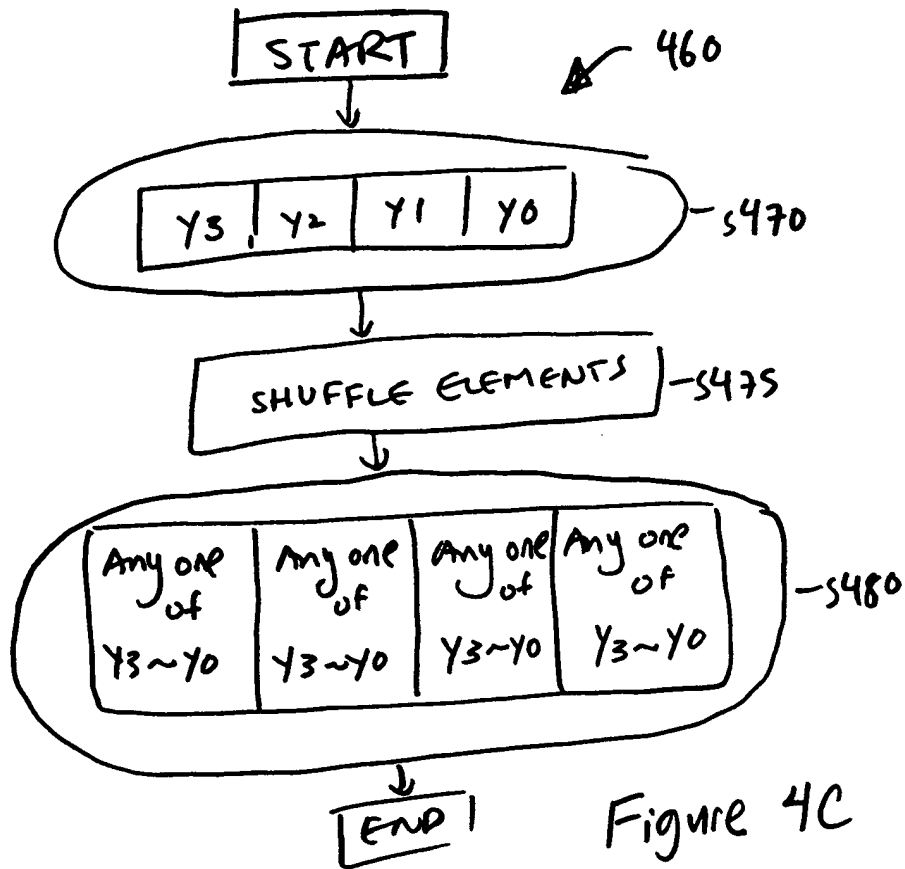 START
460
Y3 Y2 Y1 Y0
S470
SHUFFLE ELEMENTS
S475
Any one Any one Any one Any one
of of of of
Y3~Y0 Y3~Y0 Y3~Y0 Y3~Y0
S480
END
Figure 4C